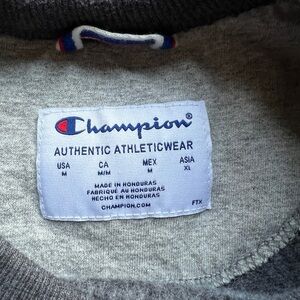 Champion®
AUTHENTIC ATHLETICWEAR
USA CA MEX ASIA
M M/M M XL
MADE IN HONDURAS
FABRIQUÉ AU HONDURAS
HECHO EN HONDURAS
CHAMPION.COM FTX